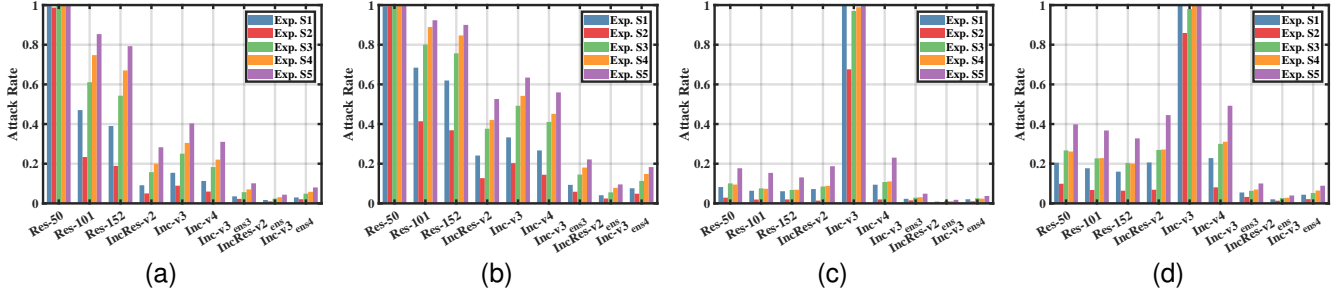 1
0.8
0.6
0.4
0.2
0
Attack Rate
Exp. S1
Exp. S2
Exp. S3
Exp. S4
Exp. S5
Res-50
Res-101
Res-152
IncRes-v2
Inc-v3
Inc-v4
Inc-v3ens3
IncRes-v2ens
Inc-v3ens4
(a)
1
0.8
0.6
0.4
0.2
0
Attack Rate
Exp. S1
Exp. S2
Exp. S3
Exp. S4
Exp. S5
Res-50
Res-101
Res-152
IncRes-v2
Inc-v3
Inc-v4
Inc-v3ens3
IncRes-v2ens
Inc-v3ens4
(b)
1
0.8
0.6
0.4
0.2
0
Attack Rate
Exp. S1
Exp. S2
Exp. S3
Exp. S4
Exp. S5
Res-50
Res-101
Res-152
IncRes-v2
Inc-v3
Inc-v4
Inc-v3ens3
IncRes-v2ens
Inc-v3ens4
(c)
1
0.8
0.6
0.4
0.2
0
Attack Rate
Exp. S1
Exp. S2
Exp. S3
Exp. S4
Exp. S5
Res-50
Res-101
Res-152
IncRes-v2
Inc-v3
Inc-v4
Inc-v3ens3
IncRes-v2ens
Inc-v3ens4
(d)